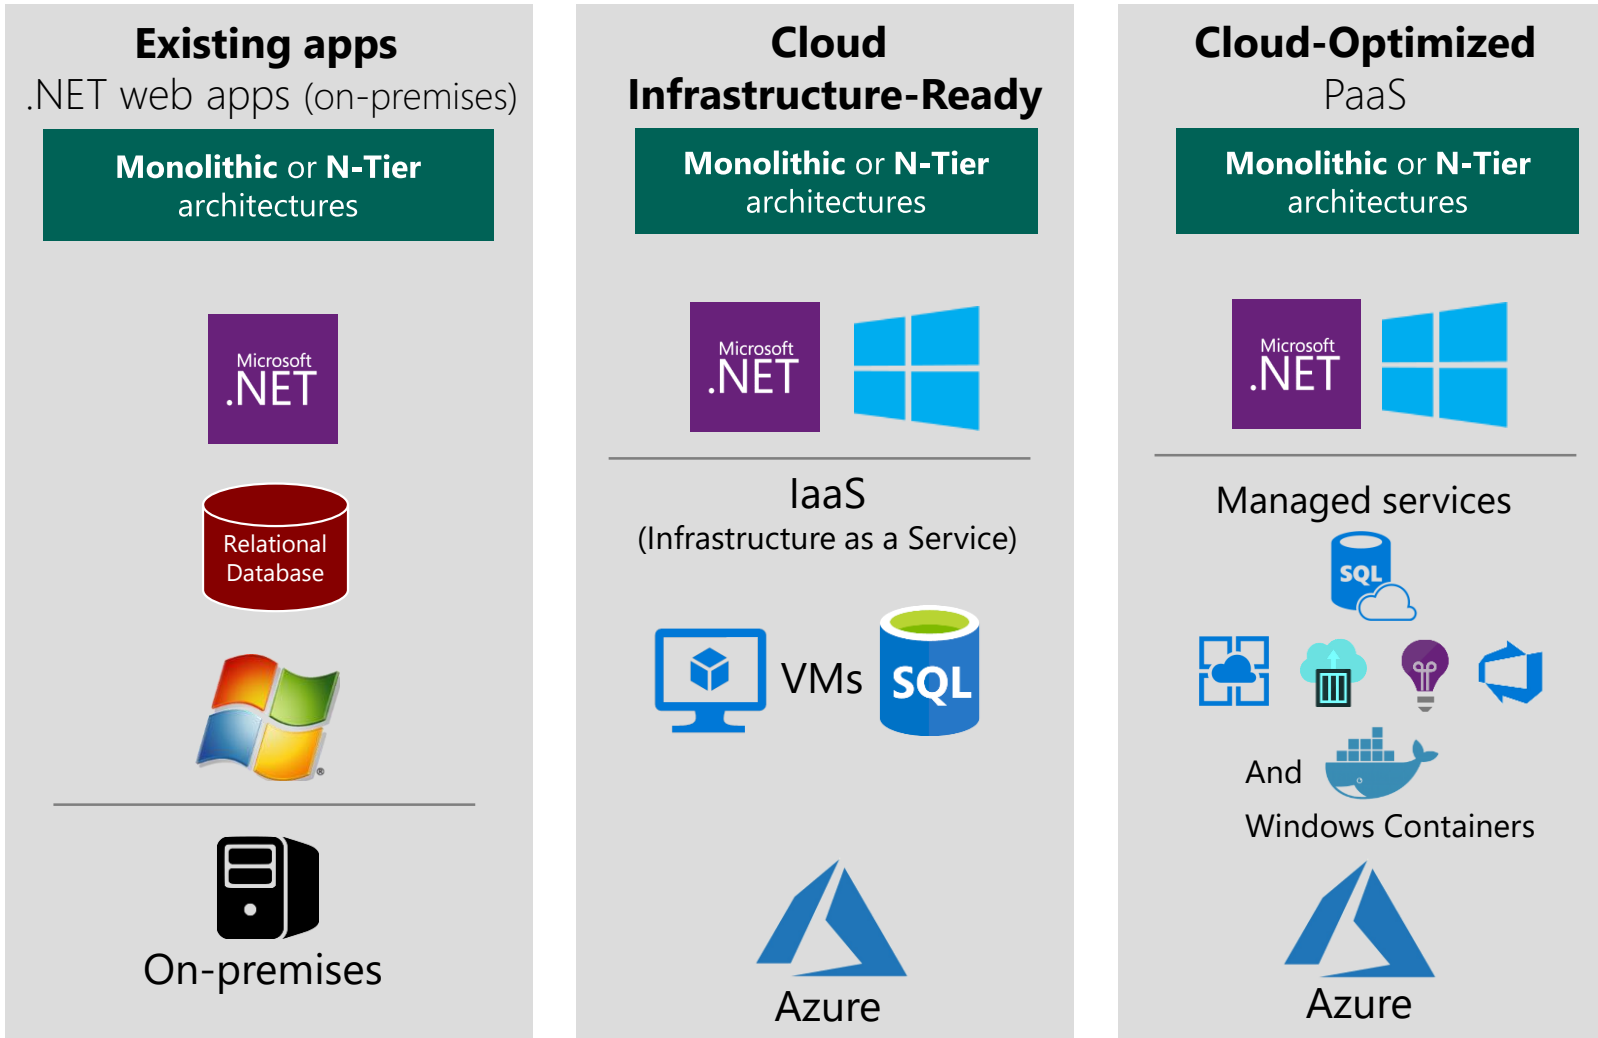 Existing apps
.NET web apps (on-premises)
Monolithic or N-Tier
architectures
Microsoft
.NET
Relational
Database
®
On-premises
Cloud
Infrastructure-Ready
Monolithic or N-Tier
architectures
Microsoft
.NET
IaaS
(Infrastructure as a Service)
VMs
SQL
Azure
Cloud-Optimized
PaaS
Monolithic or N-Tier
architectures
Microsoft
.NET
Managed services
SQL
And
Windows Containers
Azure